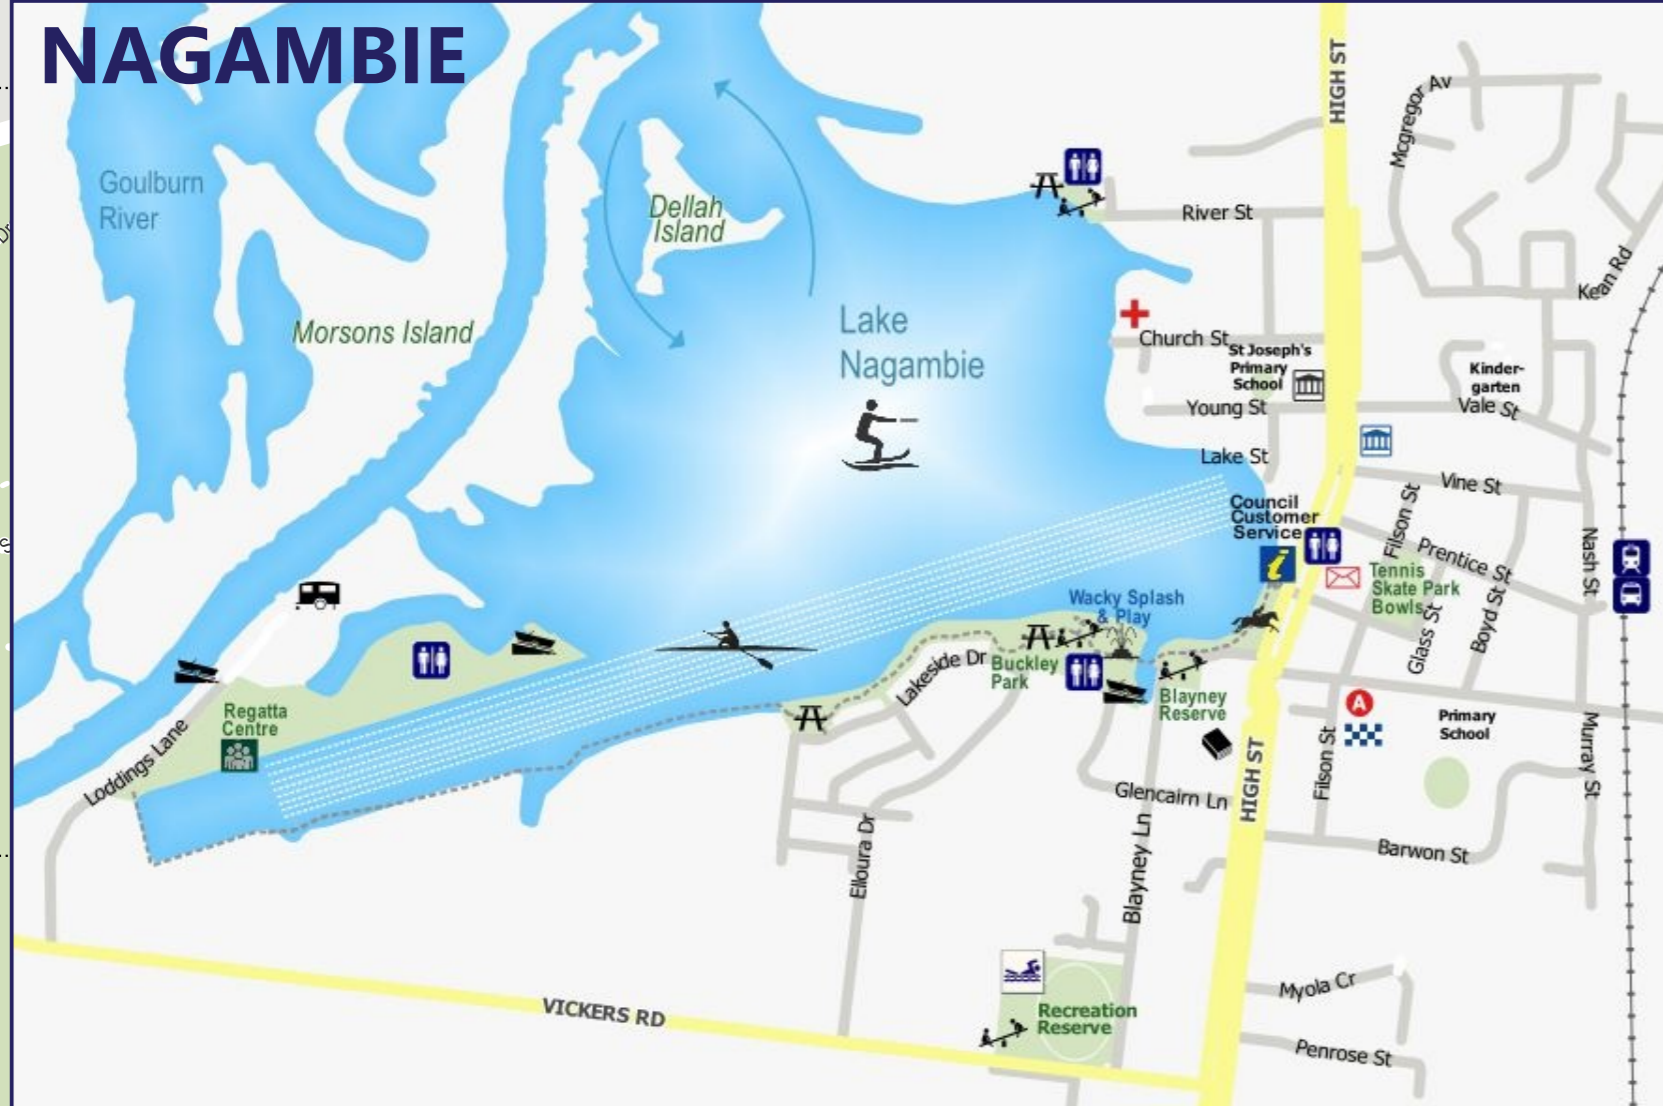 NAGAMBIE
HIGH ST
Mcgregor Av
Goulburn
River
Dellah
Island
River St
Kean Rd
Lake
Nagambie
Morsons Island
Church St
St Joseph's
Primary
School
Kinder-
garten
Young St
Vale St
Lake St
Vine St
Council
Customer
Service
i
Filson St
Prentice St
Nash St
Tennis
Skate Park
Bowls
Glass St
Boyd St
Wacky Splash
& Play
Lakeside Dr
Buckley
Park
Blayney
Reserve
Regatta
Centre
Loddings Lane
A
Primary
School
Filson St
Murray St
HIGH ST
Glencairn Ln
Elloura Dr
Blayney Ln
Barwon St
VICKERS RD
Recreation
Reserve
Myola Cr
Penrose St